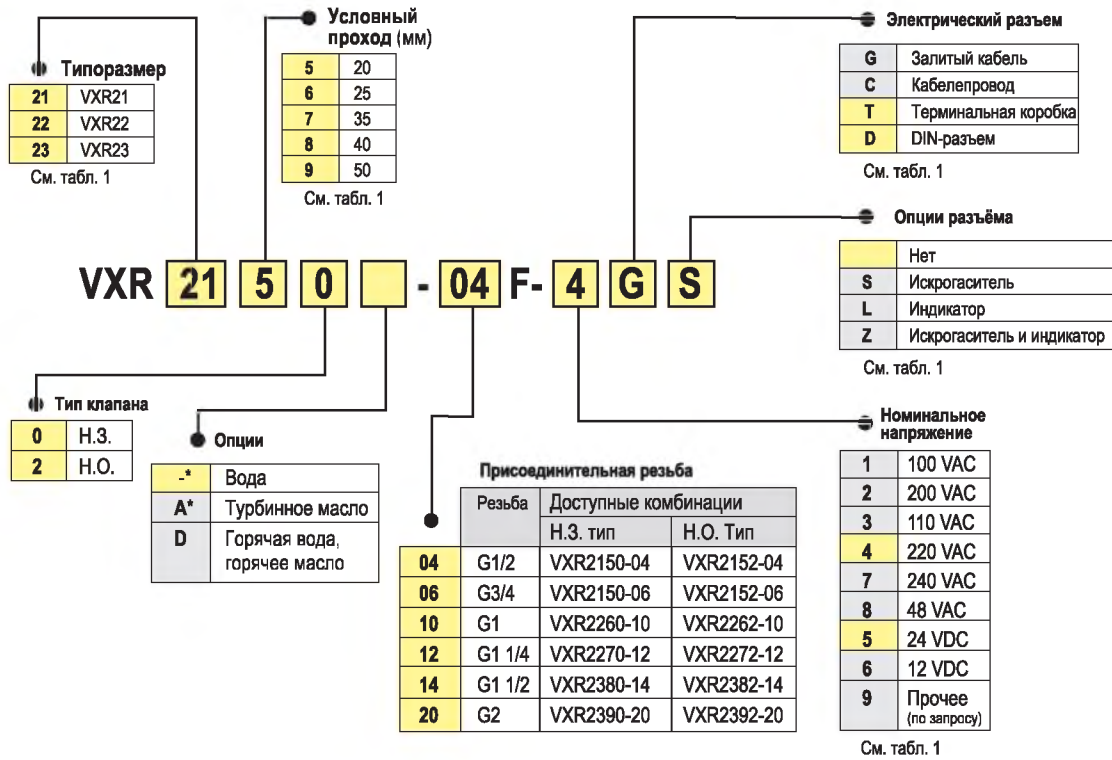 Типоразмер
21 VXR21
22 VXR22
23 VXR23
См. табл. 1
Условный
проход (мм)
5 20
6 25
7 35
8 40
9 50
См. табл. 1
Электрический разъем
G Залитый кабель
C Кабелепровод
T Терминальная коробка
D DIN-разъем
См. табл. 1
Опции разъёма
Нет
S Искрогаситель
L Индикатор
Z Искрогаситель и индикатор
См. табл. 1
VXR 21 5 0 - 04 F- 4 G S
Тип клапана
0 Н.З.
2 Н.О.
Опции
-* Вода
A* Турбинное масло
D Горячая вода,
горячее масло
Присоединительная резьба
Резьба Доступные комбинации
Н.З. тип Н.О. Тип
04 G1/2 VXR2150-04 VXR2152-04
06 G3/4 VXR2150-06 VXR2152-06
10 G1 VXR2260-10 VXR2262-10
12 G1 1/4 VXR2270-12 VXR2272-12
14 G1 1/2 VXR2380-14 VXR2382-14
20 G2 VXR2390-20 VXR2392-20
Номинальное
напряжение
1 100 VAC
2 200 VAC
3 110 VAC
4 220 VAC
7 240 VAC
8 48 VAC
5 24 VDC
6 12 VDC
9 Прочее
(по запросу)
См. табл. 1